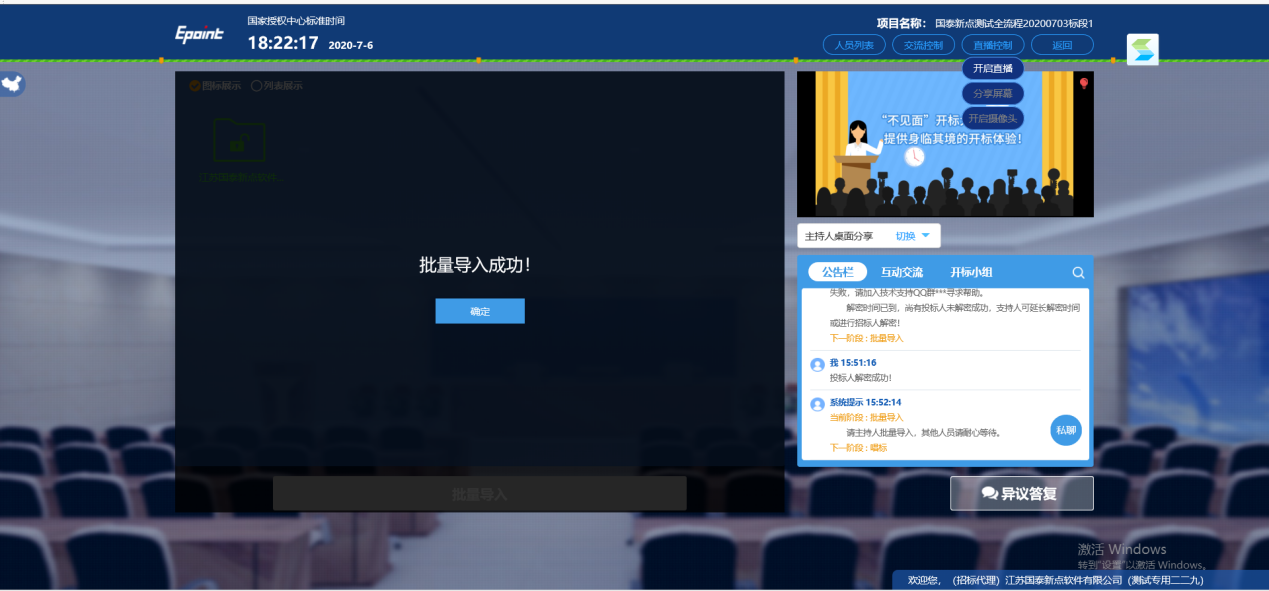 国家授权中心标准时间
Epoint
18:22:17 2020-7-6
项目名称： 国泰新点测试全流程20200703标段1
人员列表 交流控制 直播控制 返回
开启直播
分享屏幕
开启摄像头
图标展示 列表展示
“不见面”开标
提供身临其境的开标体验！
江苏国泰新点软件...
主持人桌面分享 切换
批量导入成功！
确定
公告栏 互动交流 开标小组
失败，请加入技术支持QQ群***寻求帮助。
解密时间已到，尚有投标人未解密成功，支持人可延长解密时间
或进行招标人解密！
下一阶段：批量导入
我 15:51:16
投标人解密成功！
系统提示 15:52:14
当前阶段：批量导入
请主持人批量导入，其他人员请耐心等待。
下一阶段：唱标
私聊
批量导入
异议答复
激活 Windows
转到"设置"以激活 Windows。
欢迎您，（招标代理）江苏国泰新点软件有限公司（测试专用二二九）